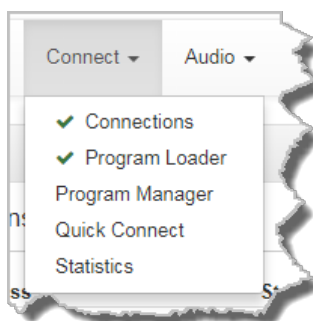 Connect Audio
Connections
Program Loader
Program Manager
Quick Connect
Statistics